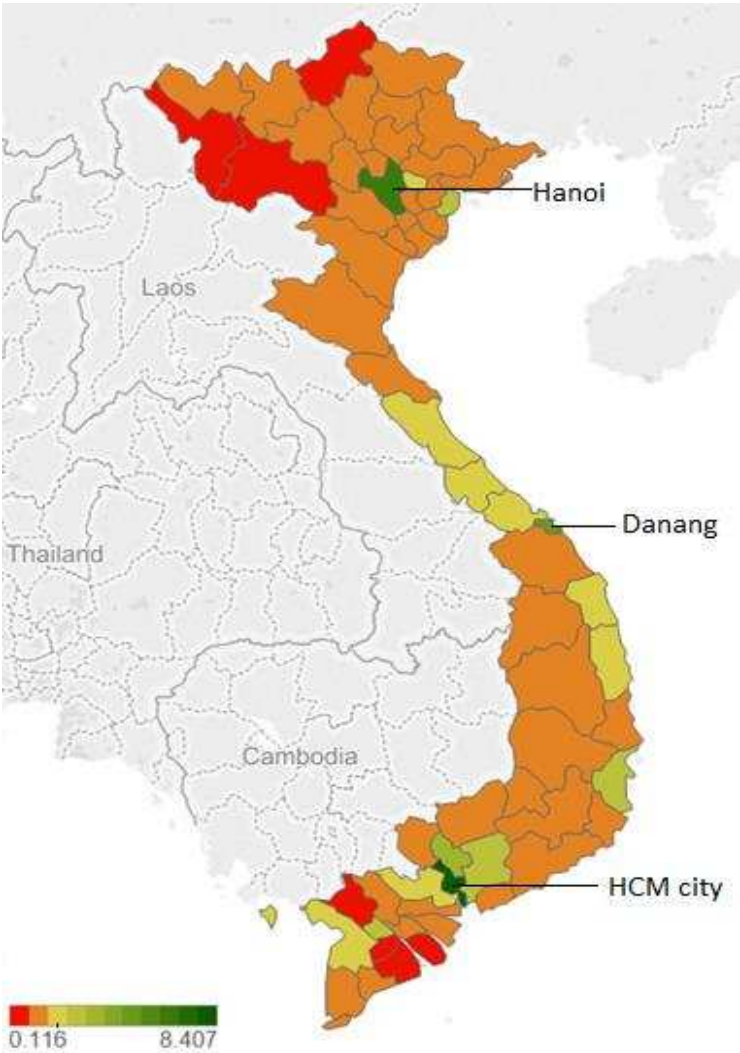 Hanoi
Laos
Danang
Thailand
Cambodia
HCM city
0.116 8.407